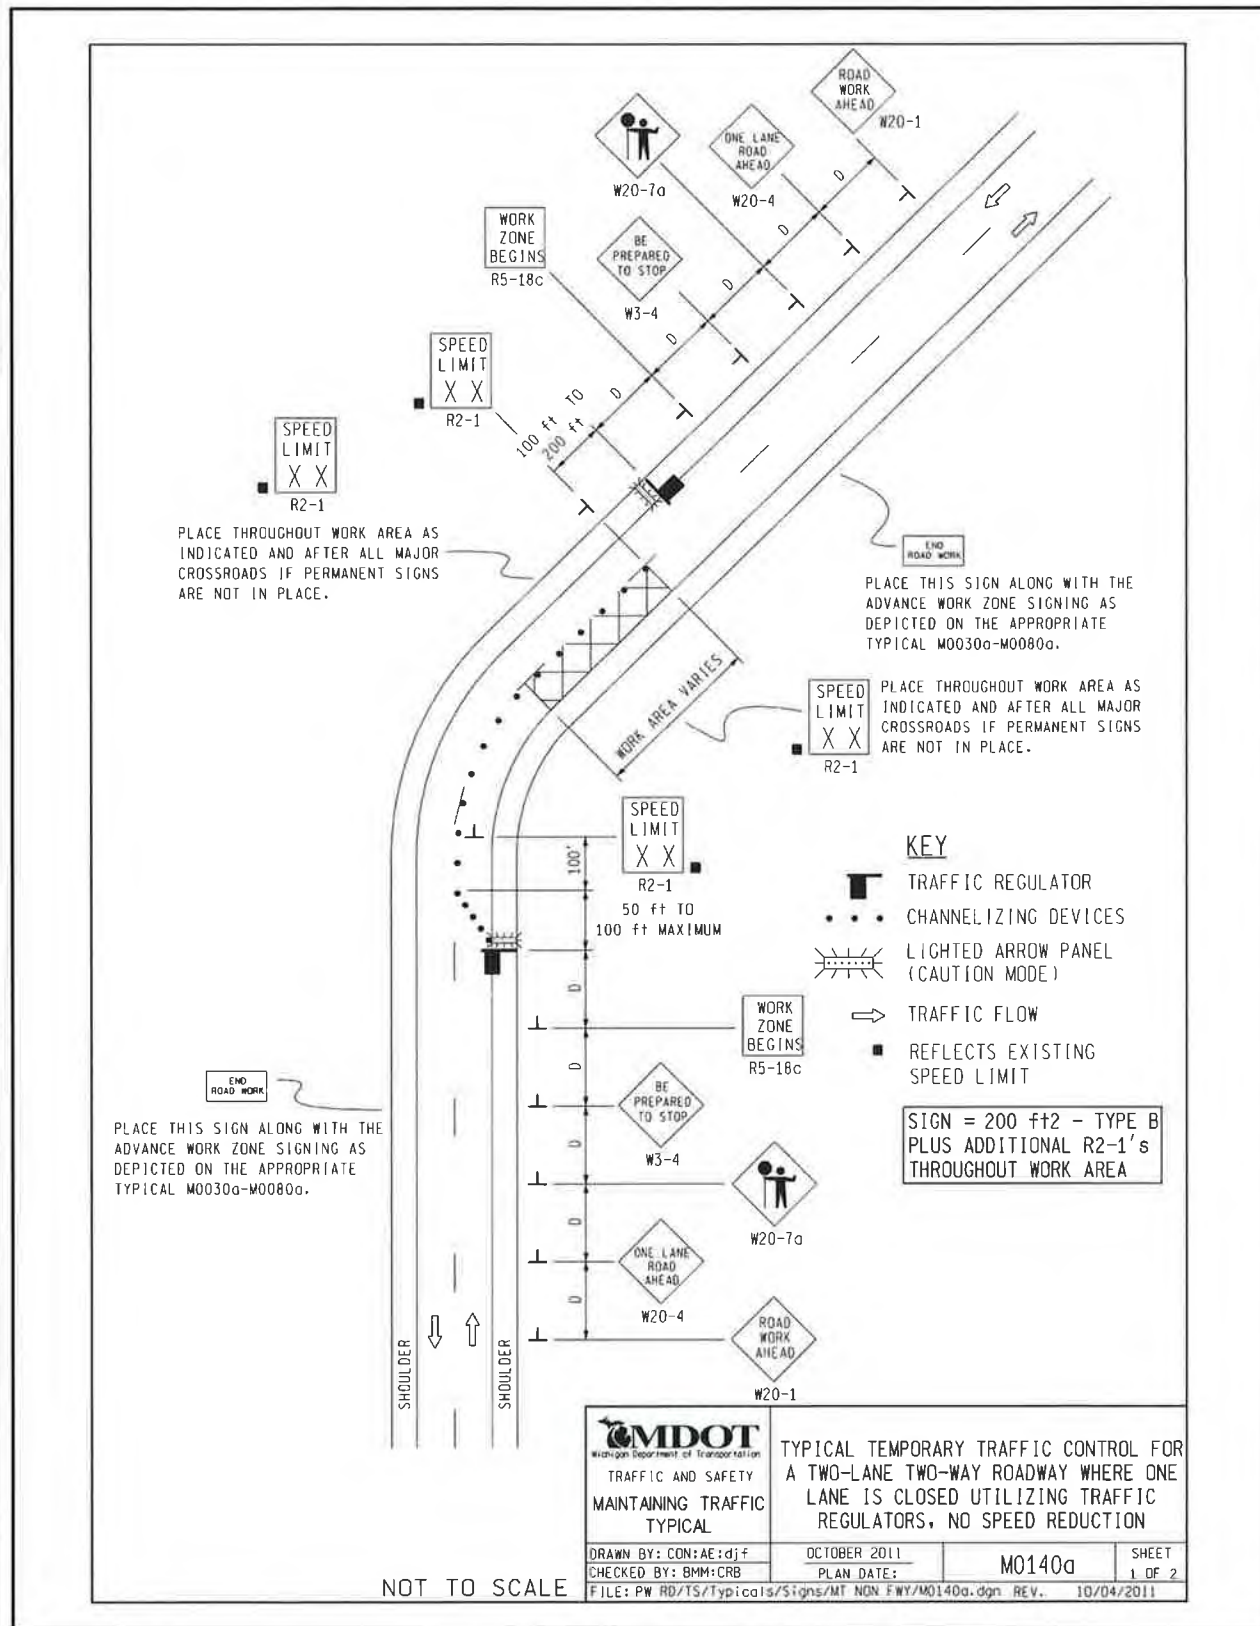 ROAD
WORK
AHEAD
W20-1
W20-7a
ONE LANE
ROAD
AHEAD
W20-4
WORK
ZONE
BEGINS
R5-18c
BE
PREPARED
TO STOP
W3-4
D
D
D
D
D
SPEED
LIMIT
X X
R2-1
100 ft TO
200 ft
SPEED
LIMIT
X X
R2-1
PLACE THROUGHOUT WORK AREA AS
INDICATED AND AFTER ALL MAJOR
CROSSROADS IF PERMANENT SIGNS
ARE NOT IN PLACE.
END
ROAD WORK
PLACE THIS SIGN ALONG WITH THE
ADVANCE WORK ZONE SIGNING AS
DEPICTED ON THE APPROPRIATE
TYPICAL M0030a-M0080a.
WORK AREA VARIES
SPEED
LIMIT
X X
R2-1
PLACE THROUGHOUT WORK AREA AS
INDICATED AND AFTER ALL MAJOR
CROSSROADS IF PERMANENT SIGNS
ARE NOT IN PLACE.
SPEED
LIMIT
X X
R2-1
100'
50 ft TO
100 ft MAXIMUM
KEY
TRAFFIC REGULATOR
CHANNELIZING DEVICES
LIGHTED ARROW PANEL
(CAUTION MODE)
TRAFFIC FLOW
REFLECTS EXISTING
SPEED LIMIT
SIGN = 200 ft2 - TYPE B
PLUS ADDITIONAL R2-1's
THROUGHOUT WORK AREA
D
WORK
ZONE
BEGINS
R5-18c
D
BE
PREPARED
TO STOP
W3-4
D
W20-7a
D
ONE LANE
ROAD
AHEAD
W20-4
D
ROAD
WORK
AHEAD
W20-1
END
ROAD WORK
PLACE THIS SIGN ALONG WITH THE
ADVANCE WORK ZONE SIGNING AS
DEPICTED ON THE APPROPRIATE
TYPICAL M0030a-M0080a.
SHOULDER
SHOULDER
NOT TO SCALE
MDOT
Michigan Department of Transportation
TRAFFIC AND SAFETY
MAINTAINING TRAFFIC
TYPICAL
TYPICAL TEMPORARY TRAFFIC CONTROL FOR
A TWO-LANE TWO-WAY ROADWAY WHERE ONE
LANE IS CLOSED UTILIZING TRAFFIC
REGULATORS, NO SPEED REDUCTION
DRAWN BY: CON:AE:djf
CHECKED BY: BMM:CRB
OCTOBER 2011
PLAN DATE:
M0140a
SHEET
1 OF 2
FILE: PW RD/TS/Typicals/Signs/MT NON FWY/M0140a.dgn REV. 10/04/2011